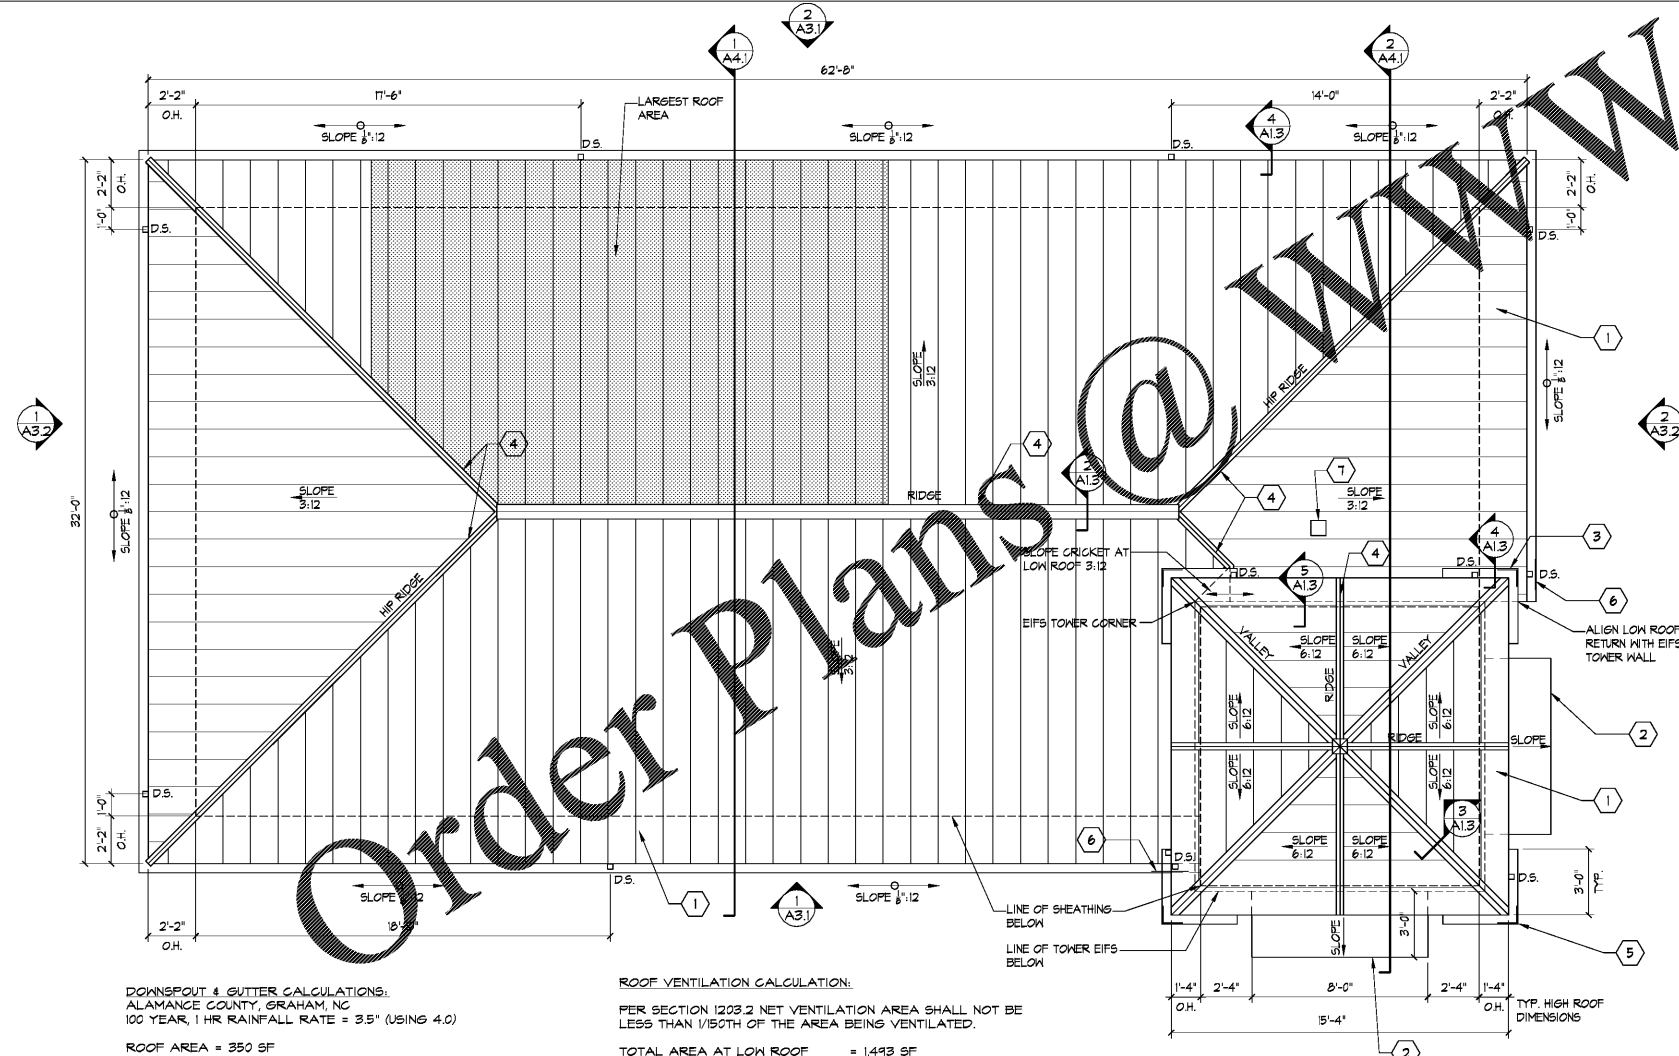 2
A3.1
1
A4.1
2
A4.1
62'-8"
2'-2"
17'-6"
14'-0"
2'-2"
O.H.
O.H.
LARGEST ROOF
AREA
SLOPE 1/8":12
SLOPE 1/8":12
SLOPE 1/8":12
4
A1.3
D.S.
D.S.
2'-2"
O.H.
1'-0"
D.S.
2'-2"
O.H.
1'-0"
D.S.
1
A3.2
2
A3.2
1
SLOPE
3:12
HIP RIDGE
SLOPE 1/8":12
4
4
2
A1.3
7
4
RIDGE
SLOPE
3:12
SLOPE
3:12
32'-0"
SLOPE 1/8":12
4
A1.3
3
SLOPE CRICKET AT
LOW ROOF 3:12
4
D.S.
5
A1.3
D.S.
D.S.
HIP RIDGE
6
EIFS TOWER CORNER
ALIGN LOW ROOF
RETURN WITH EIFS
TOWER WALL
VALLEY
VALLEY
SLOPE
6:12
SLOPE
6:12
RIDGE
SLOPE
3:12
SLOPE
6:12
SLOPE
6:12
2
RIDGE
SLOPE
SLOPE
6:12
SLOPE
6:12
D.S.
1'-0"
2'-2"
O.H.
1
3
A1.3
6
SLOPE
6:12
SLOPE
6:12
D.S.
D.S.
D.S.
3'-0"
TYP.
SLOPE 1/8":12
SLOPE 1/8":12
1
A3.1
1
LINE OF SHEATHING
BELOW
LINE OF TOWER EIFS
BELOW
SLOPE
3'-0"
5
2'-2"
O.H.
1'-4"
2'-4"
8'-0"
2'-4"
1'-4"
O.H.
O.H.
TYP. HIGH ROOF
DIMENSIONS
15'-4"
2
DOWNSPOUT & GUTTER CALCULATIONS:
ALAMANCE COUNTY, GRAHAM, NC
100 YEAR, 1 HR RAINFALL RATE = 3.5" (USING 4.0)
ROOF AREA = 350 SF
ROOF VENTILATION CALCULATION:
PER SECTION 1203.2 NET VENTILATION AREA SHALL NOT BE
LESS THAN 1/150TH OF THE AREA BEING VENTILATED.
TOTAL AREA AT LOW ROOF = 1,493 SF
Order Plans @ WWW